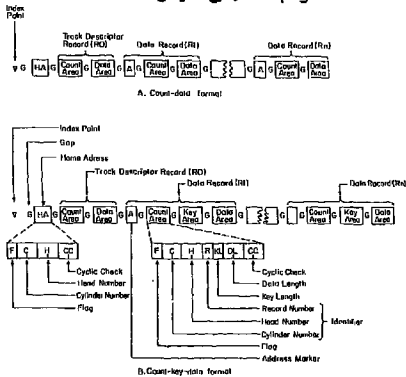 Index
Point
Track Descriptor
Record (RO)
Data Record (RI)
Data Record (Rn)
G HA G Count Area G Data Area G A G Count Area G Data Area G G A G Count Area G Data Area
A. Count-data format
Index Point
Gap
Home Adress
Track Descriptor Record (RO)
Data Record (RI)
Data Record (Rn)
G HA G Count Area G Data Area G A G Count Area G Key Area G Data Area G G G Count Area G Key Area G Data Area
F C H CC
F C H R KL DL CC
Cyclic Check
Head Number
Cylinder Number
Flag
Cyclic Check
Data Length
Key Length
Record Number
Head Number
Identifier
Cylinder Number
Flag
Address Marker
B. Count-key-data format